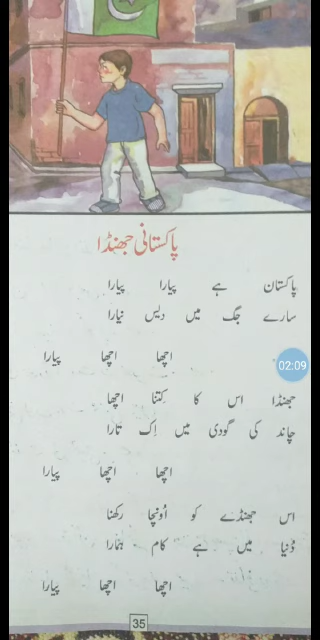 پاکستانی جھنڈا
پاکستان ہے پیارا پیارا
سارے جگ میں دیس نیارا
اچھا اچھا پیارا
02:09
جھنڈا اس کا کِتنا اچھا
چاند کی گودی میں اِک تارا
اچھا اچھا پیارا
اس جھنڈے کو اُونچا رکھنا
دُنیا میں ہے کام ہمارا
اچھا اچھا پیارا
35